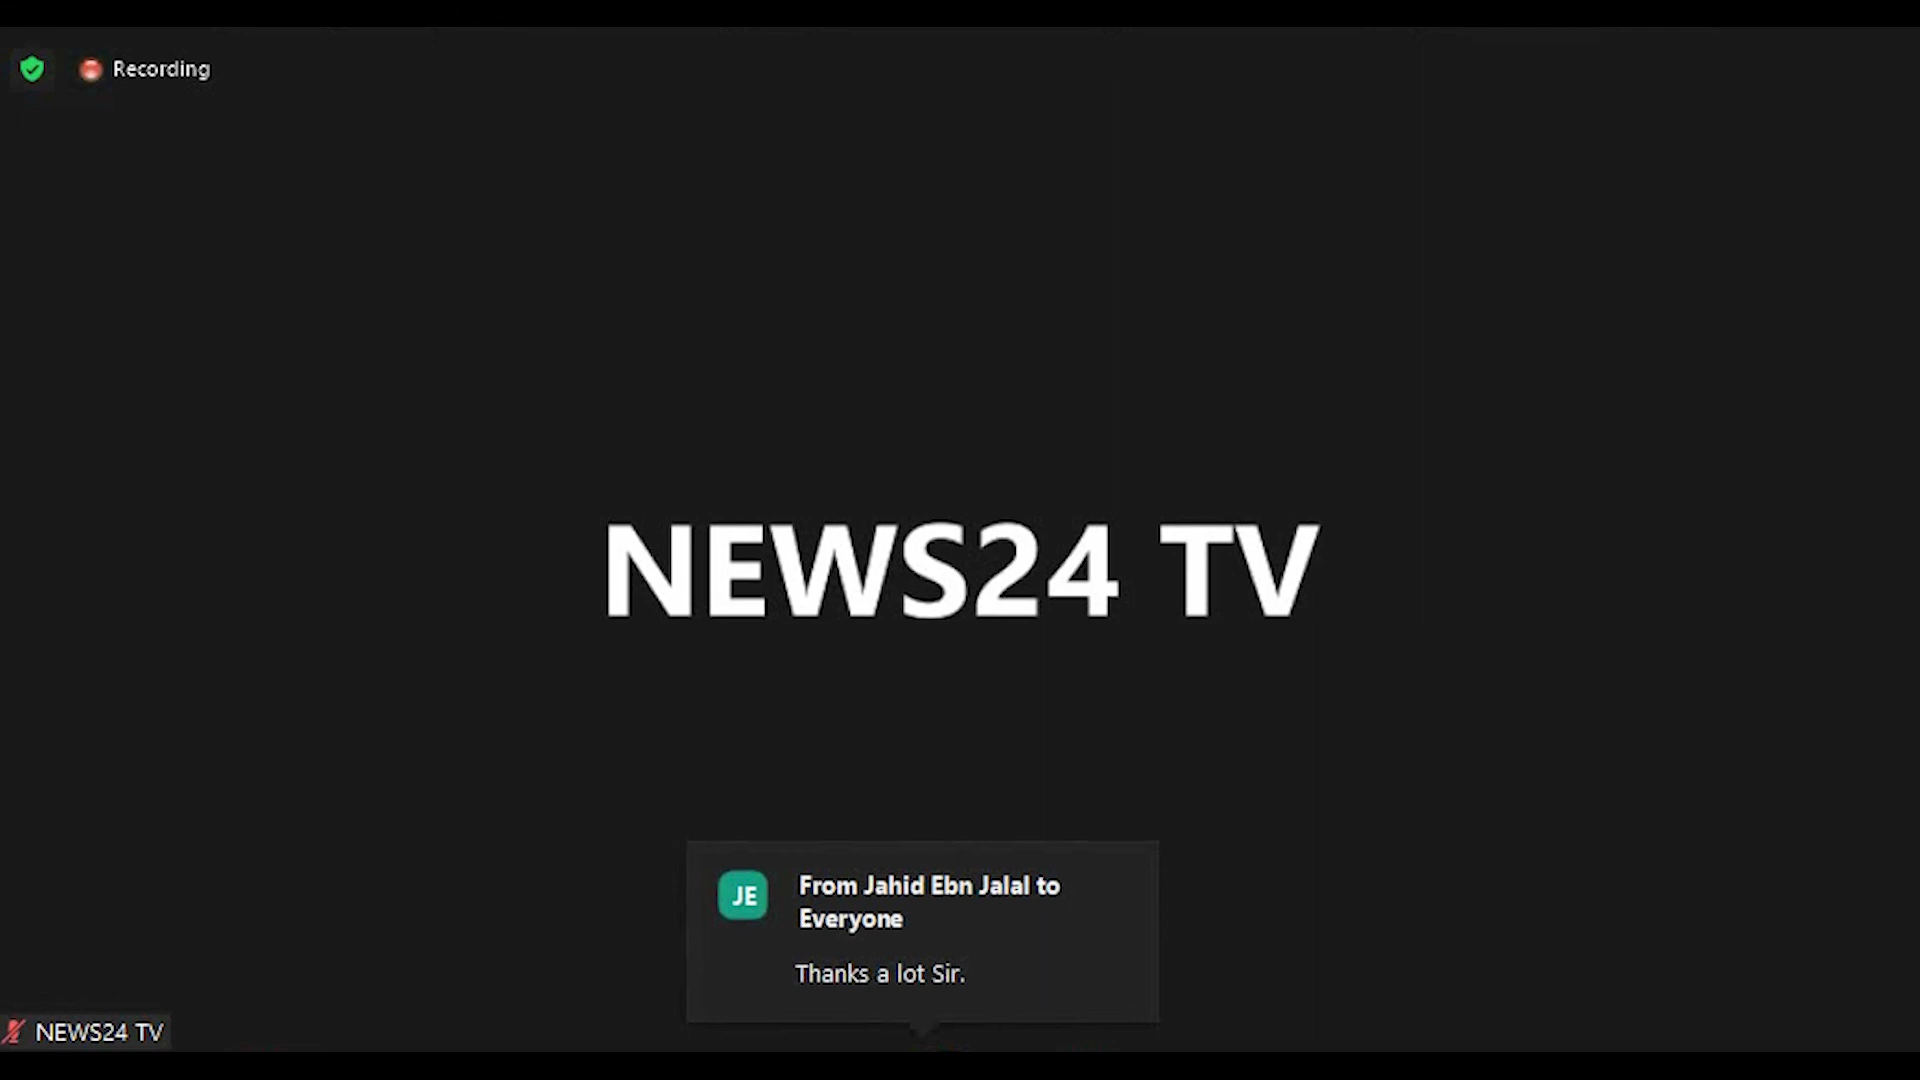 Recording
NEWS24 TV
JE
From Jahid Ebn Jalal to
Everyone
Thanks a lot Sir.
NEWS24 TV